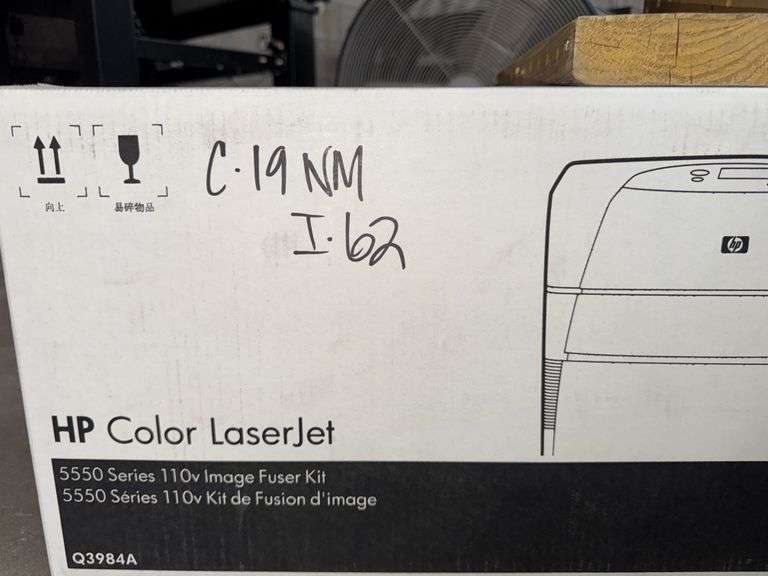 向上
易碎物品
C·19 NM
I·62
hp
HP Color LaserJet
5550 Series 110v Image Fuser Kit
5550 Séries 110v Kit de Fusion d'image
Q3984A